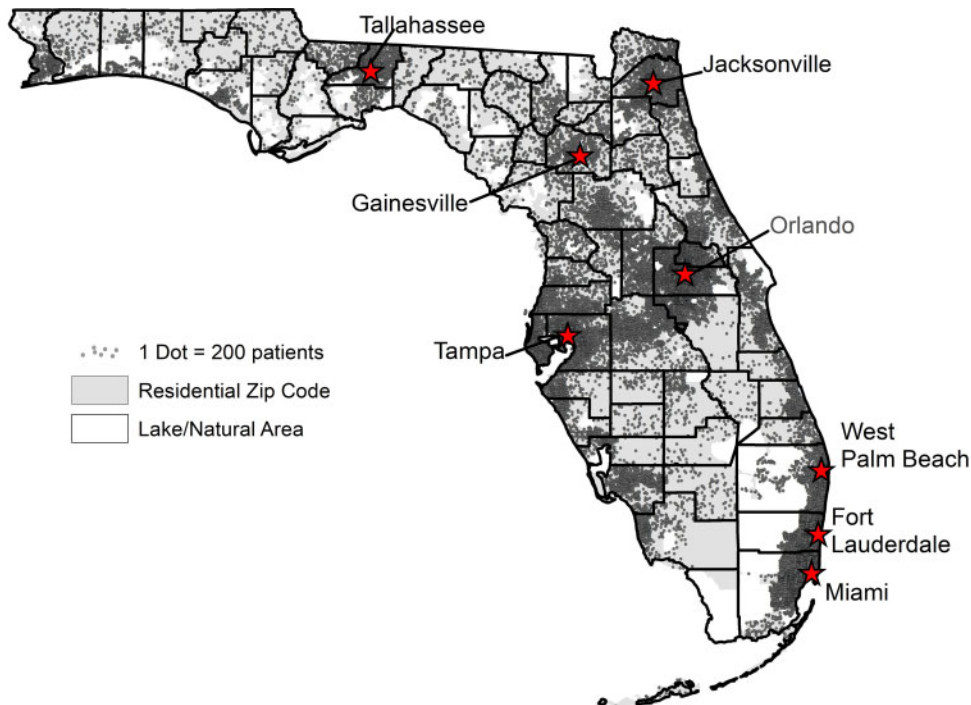 Tallahassee
Jacksonville
Gainesville
Orlando
Tampa
1 Dot = 200 patients
Residential Zip Code
Lake/Natural Area
West
Palm Beach
Fort
Lauderdale
Miami